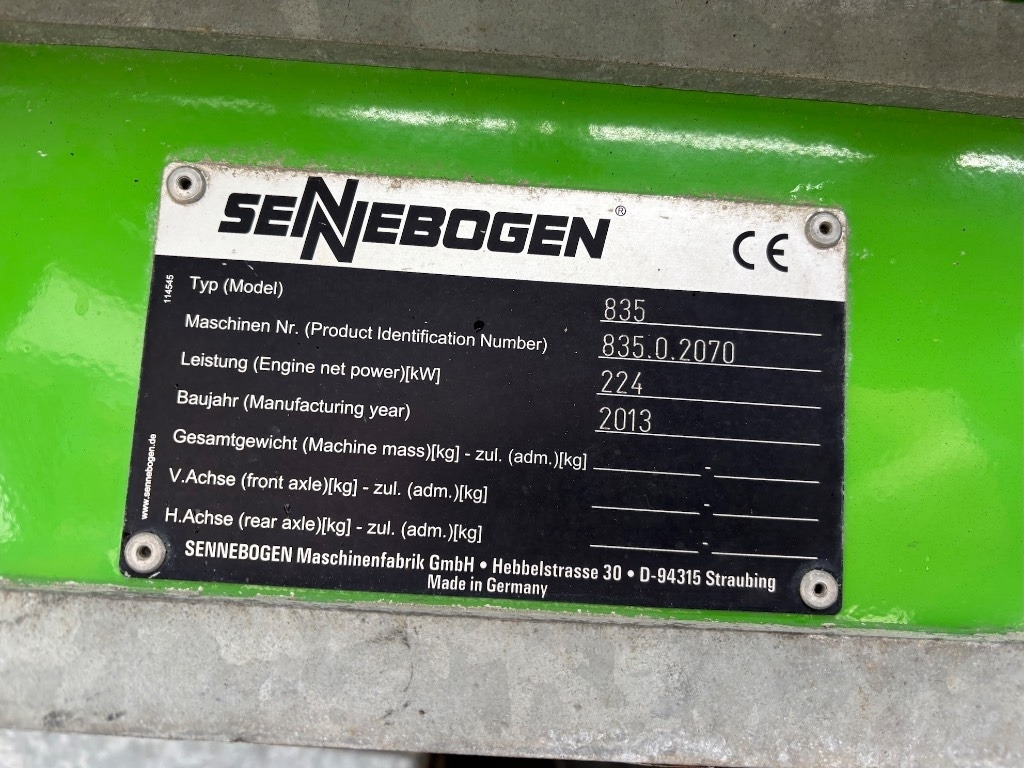 SENNEBOGEN®
CE
114545
Typ (Model) 835
Maschinen Nr. (Product Identification Number) 835.0.2070
Leistung (Engine net power)[kW] 224
Baujahr (Manufacturing year) 2013
Gesamtgewicht (Machine mass)[kg] - zul. (adm.)[kg] -
V.Achse (front axle)[kg] - zul. (adm.)[kg] -
H.Achse (rear axle)[kg] - zul. (adm.)[kg] -
www.sennebogen.de
SENNEBOGEN Maschinenfabrik GmbH • Hebbelstrasse 30 • D-94315 Straubing
Made in Germany